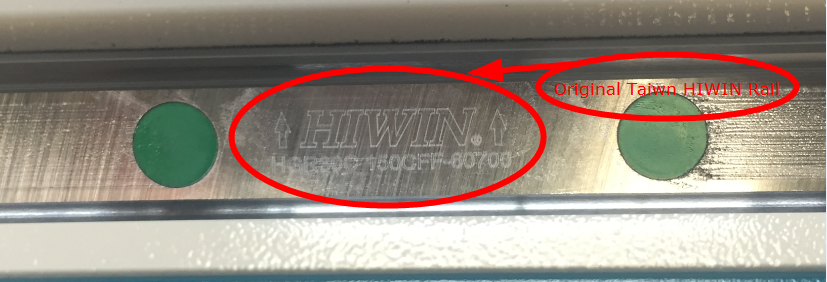 Original Taiwn HIWIN Rail
↑ HIWIN® ↑